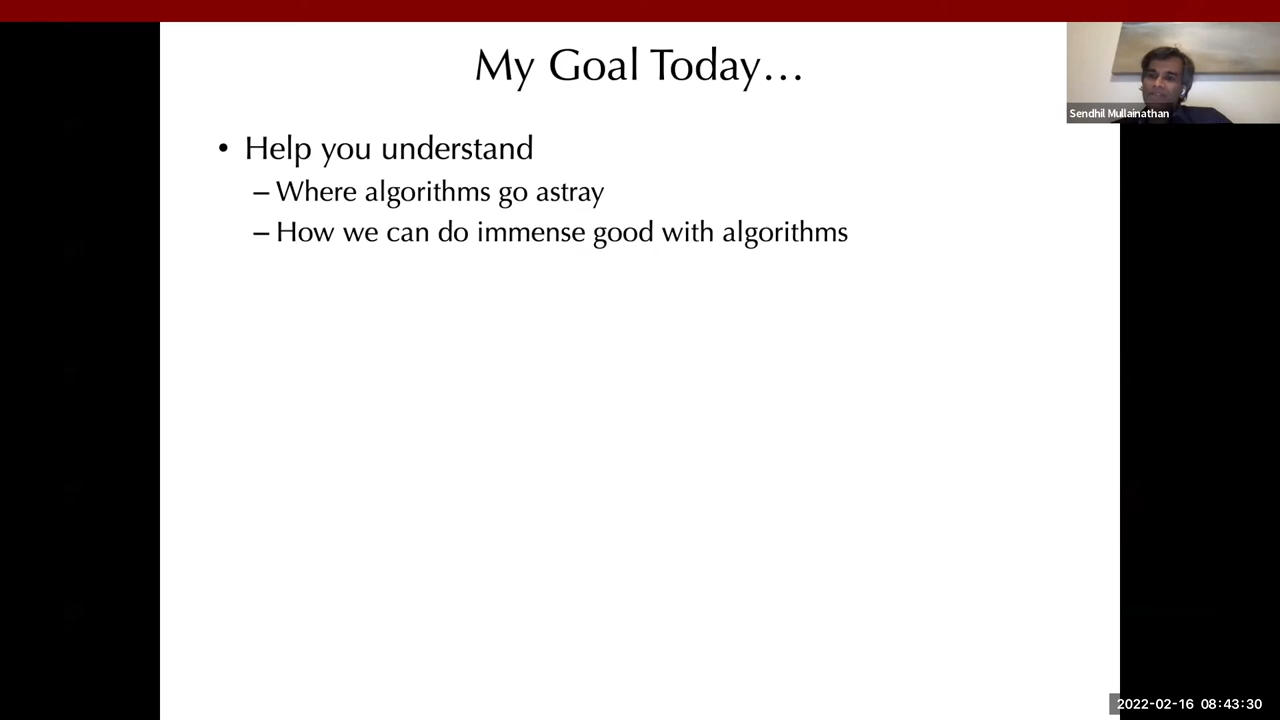 My Goal Today...
Sendhil Mullainathan
• Help you understand
– Where algorithms go astray
– How we can do immense good with algorithms
2022-02-16 08:43:30